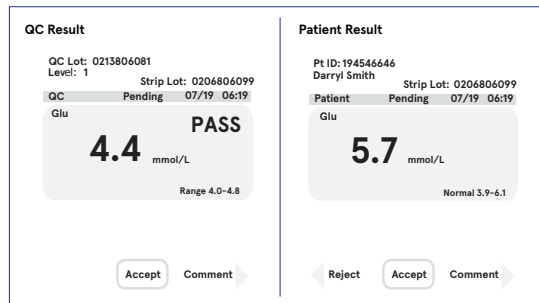 QC Result
QC Lot: 0213806081
Level: 1
Strip Lot: 0206806099
QC Pending 07/19 06:19
Glu
PASS
4.4 mmol/L
Range 4.0-4.8
Accept Comment
Patient Result
Pt ID: 194546646
Darryl Smith
Strip Lot: 0206806099
Patient Pending 07/19 06:19
Glu
5.7 mmol/L
Normal 3.9-6.1
Reject Accept Comment